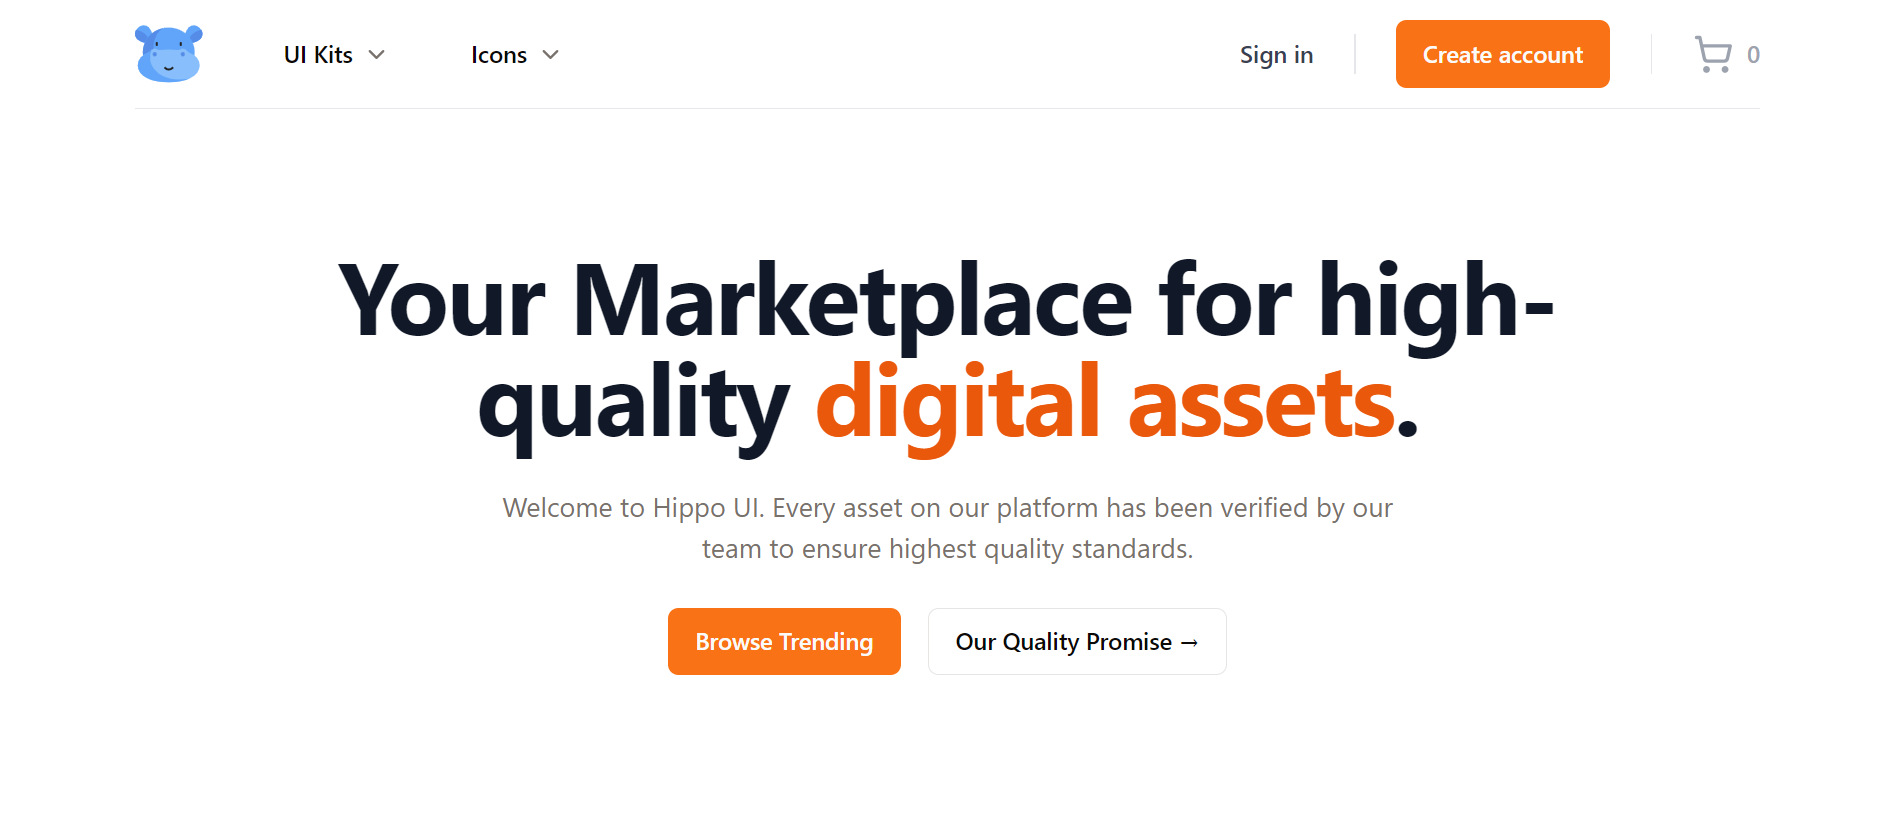 UI Kits
Icons
Sign in
Create account
0
Your Marketplace for high-
quality digital assets.
Welcome to Hippo UI. Every asset on our platform has been verified by our
team to ensure highest quality standards.
Browse Trending
Our Quality Promise →